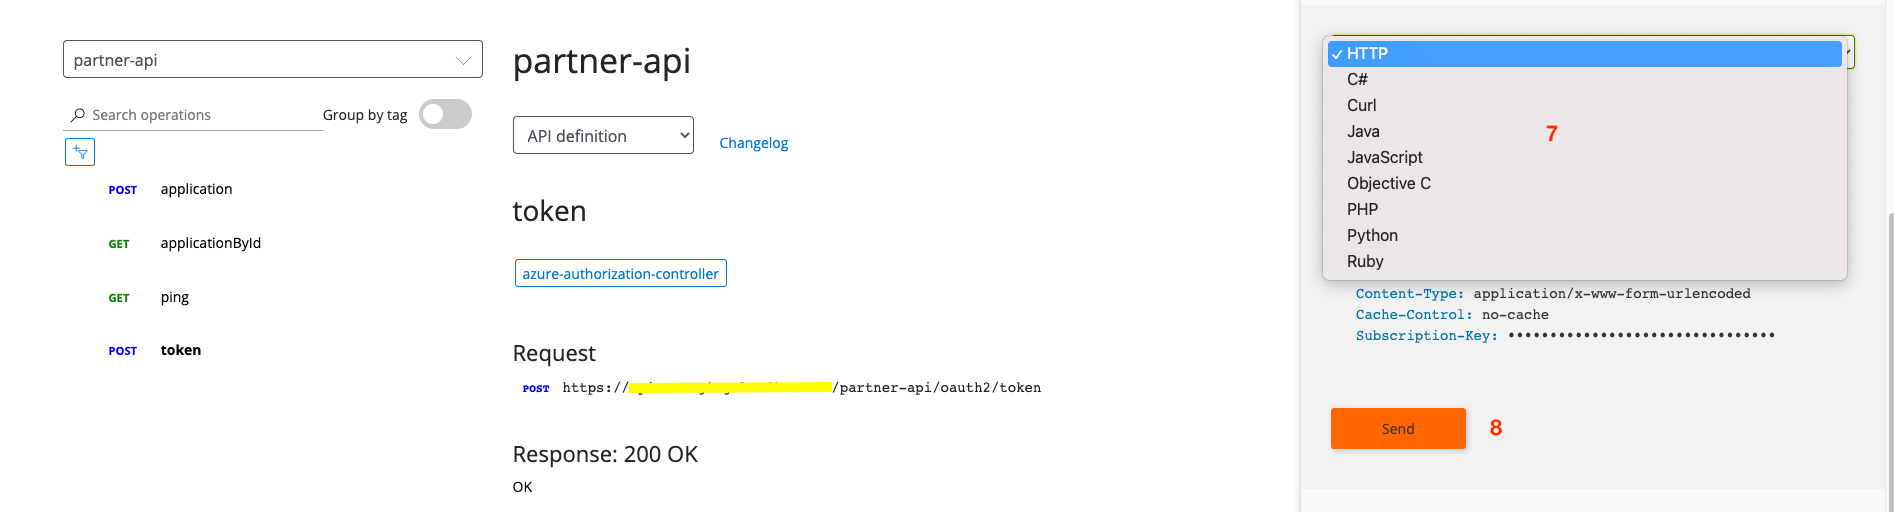 partner-api
Search operations
Group by tag
POST application
GET applicationById
GET ping
POST token
partner-api
API definition
Changelog
token
azure-authorization-controller
Request
POST https:// /partner-api/oauth2/token
Response: 200 OK
OK
✓ HTTP
C#
Curl
Java
7
JavaScript
Objective C
PHP
Python
Ruby
Content-Type: application/x-www-form-urlencoded
Cache-Control: no-cache
Subscription-Key: ••••••••••••••••••••••••••••••••
Send
8